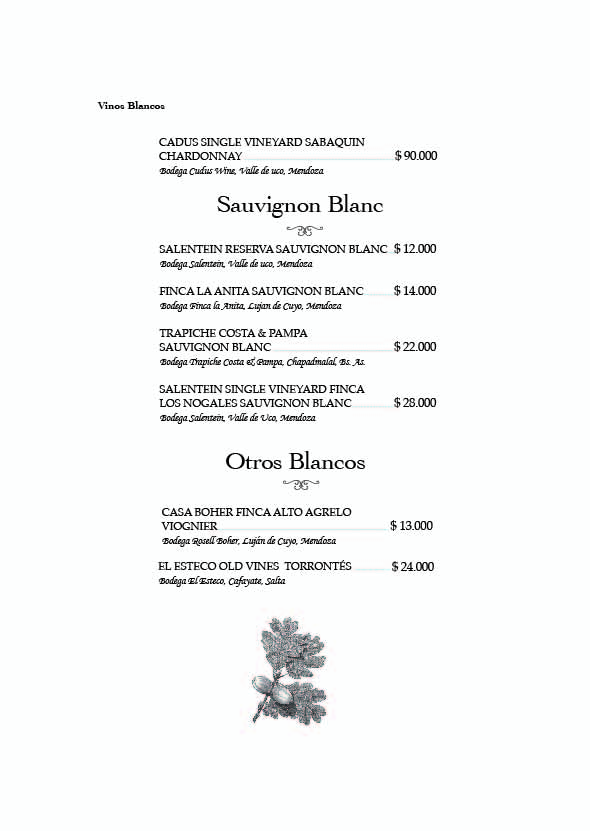 Vinos Blancos
CADUS SINGLE VINEYARD SABAQUIN
CHARDONNAY $ 90.000
Bodega Cudus Wine, Valle de uco, Mendoza
Sauvignon Blanc
SALENTEIN RESERVA SAUVIGNON BLANC $ 12.000
Bodega Salentein, Valle de uco, Mendoza
FINCA LA ANITA SAUVIGNON BLANC $ 14.000
Bodega Finca la Anita, Lujan de Cuyo, Mendoza
TRAPICHE COSTA & PAMPA
SAUVIGNON BLANC $ 22.000
Bodega Trapiche Costa & Pampa, Chapadmalal, Bs. As.
SALENTEIN SINGLE VINEYARD FINCA
LOS NOGALES SAUVIGNON BLANC $ 28.000
Bodega Salentein, Valle de Uco, Mendoza
Otros Blancos
CASA BOHER FINCA ALTO AGRELO
VIOGNIER $ 13.000
Bodega Rosell Boher, Luján de Cuyo, Mendoza
EL ESTECO OLD VINES TORRONTÉS $ 24.000
Bodega El Esteco, Cafayate, Salta